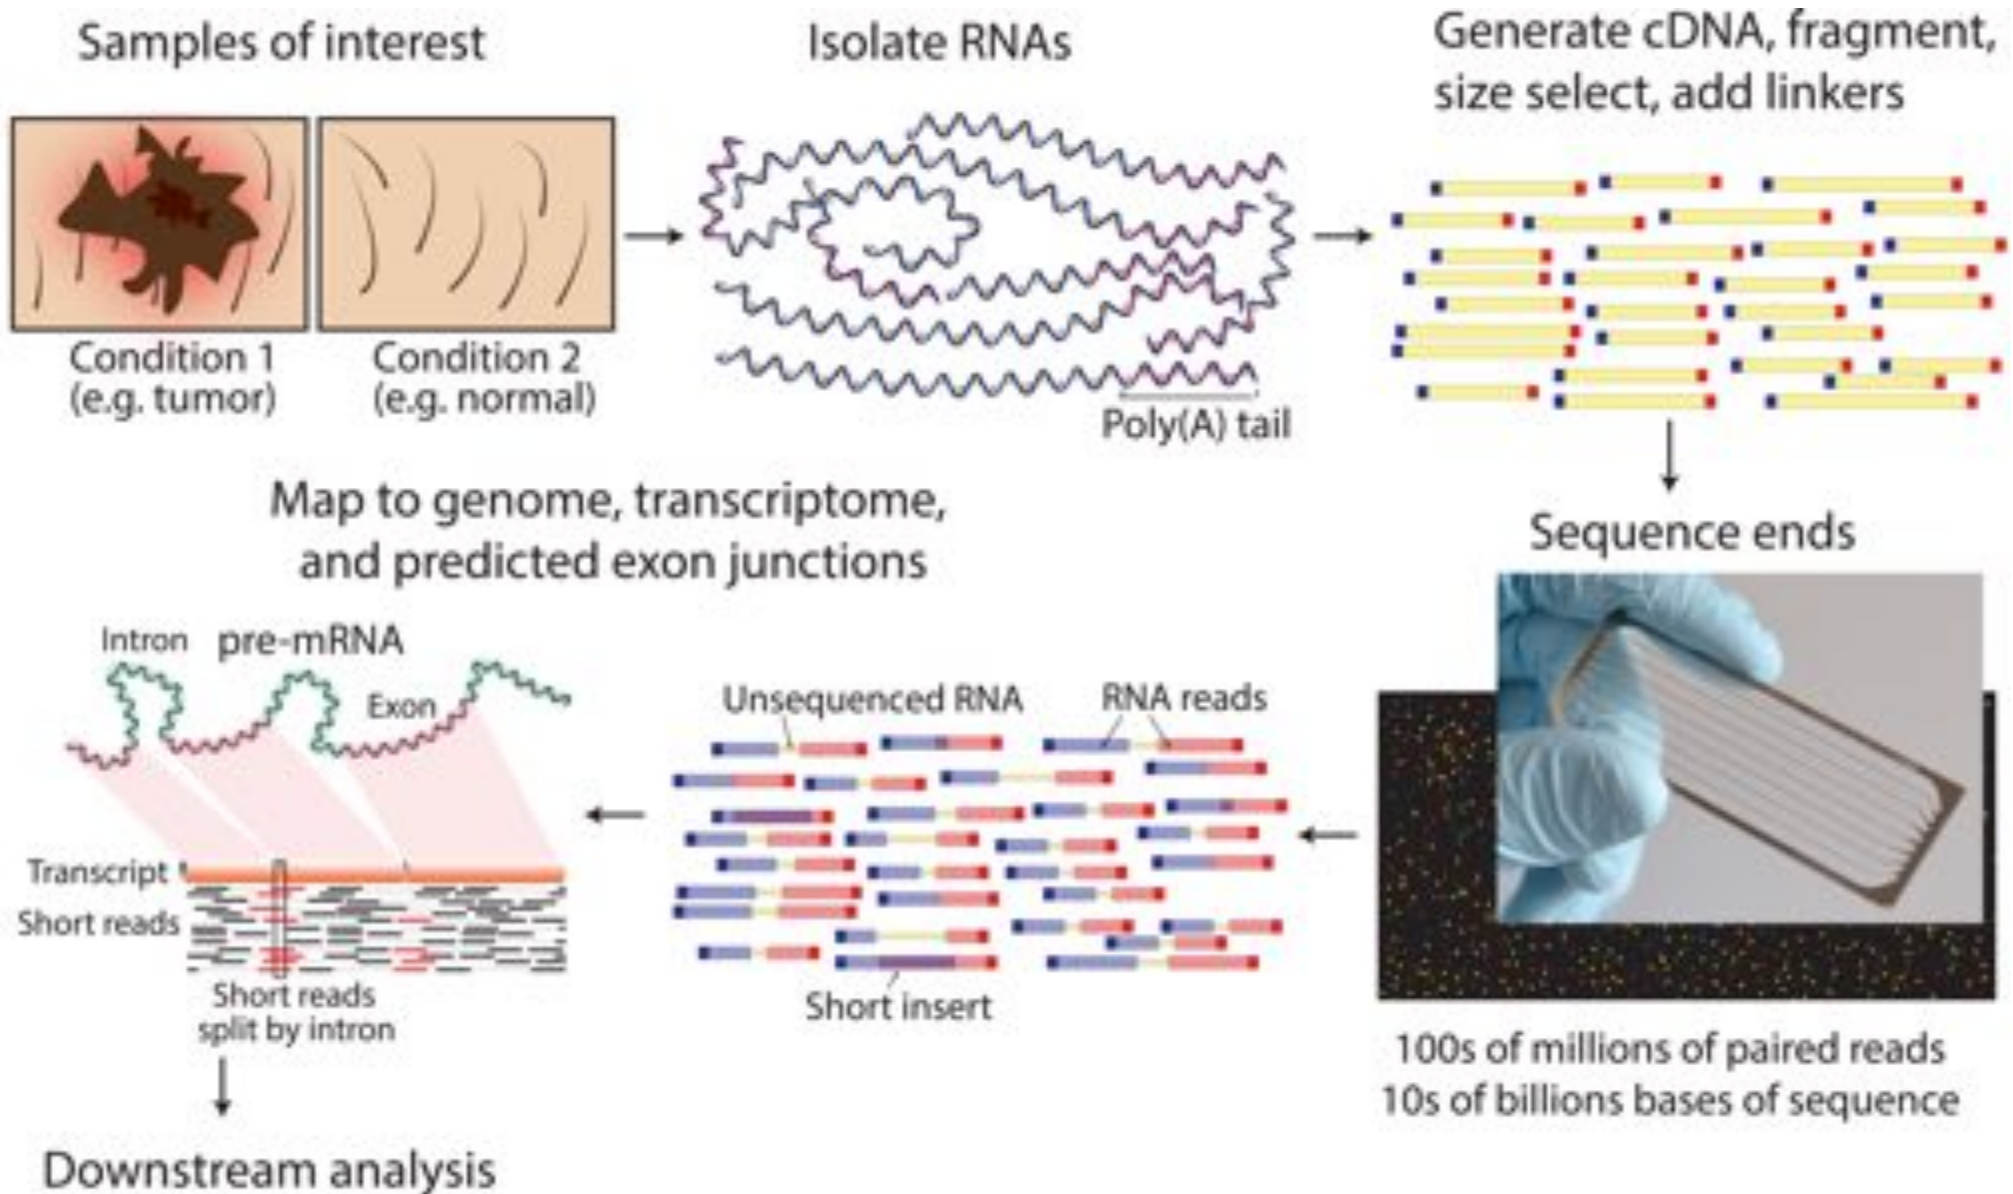 Samples of interest
Condition 1
(e.g. tumor)
Condition 2
(e.g. normal)
Isolate RNAs
Poly(A) tail
Generate cDNA, fragment,
size select, add linkers
Sequence ends
100s of millions of paired reads
10s of billions bases of sequence
Unsequenced RNA
RNA reads
Short insert
Map to genome, transcriptome,
and predicted exon junctions
Intron
pre-mRNA
Exon
Transcript
Short reads
Short reads
split by intron
Downstream analysis